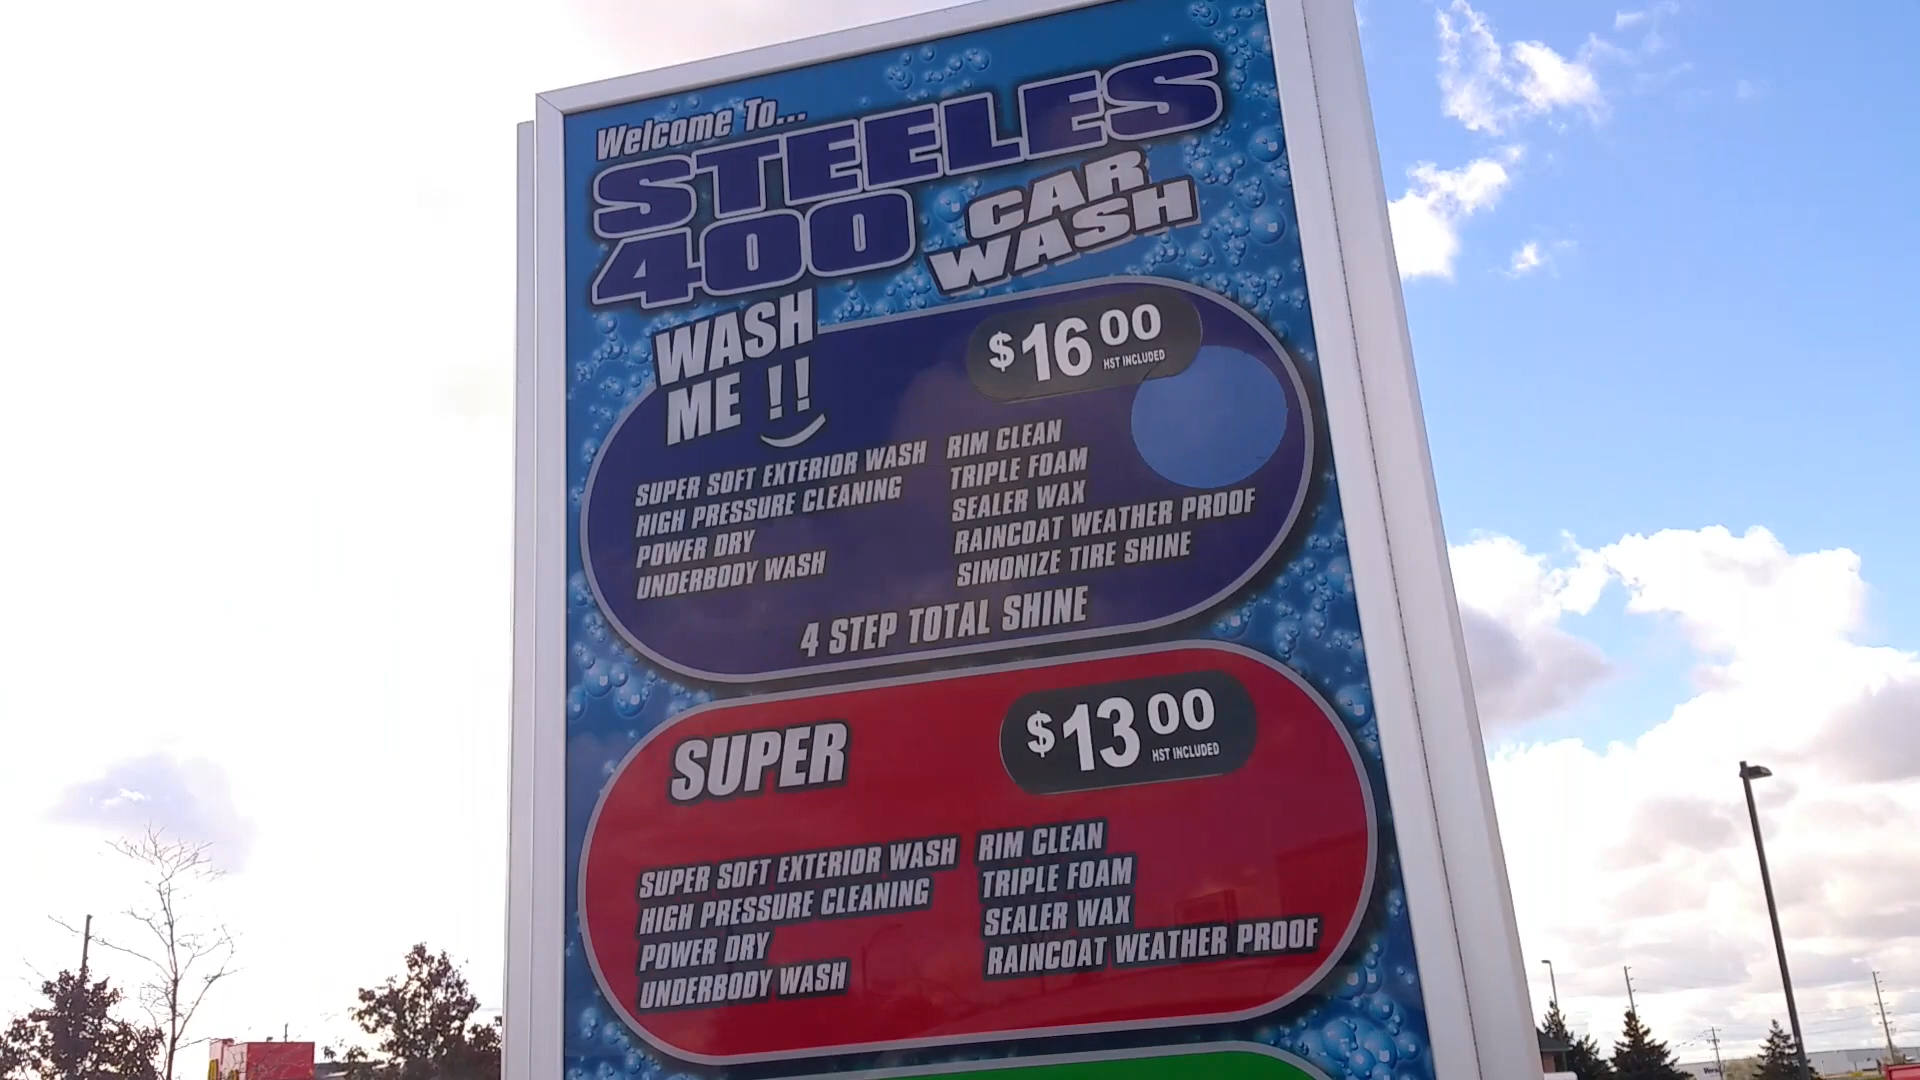 Welcome To...
STEELES
400 CAR WASH
WASH ME !!
$16 00
HST INCLUDED
SUPER SOFT EXTERIOR WASH
HIGH PRESSURE CLEANING
POWER DRY
UNDERBODY WASH
RIM CLEAN
TRIPLE FOAM
SEALER WAX
RAINCOAT WEATHER PROOF
SIMONIZE TIRE SHINE
4 STEP TOTAL SHINE
SUPER
$13 00
HST INCLUDED
SUPER SOFT EXTERIOR WASH
HIGH PRESSURE CLEANING
POWER DRY
UNDERBODY WASH
RIM CLEAN
TRIPLE FOAM
SEALER WAX
RAINCOAT WEATHER PROOF